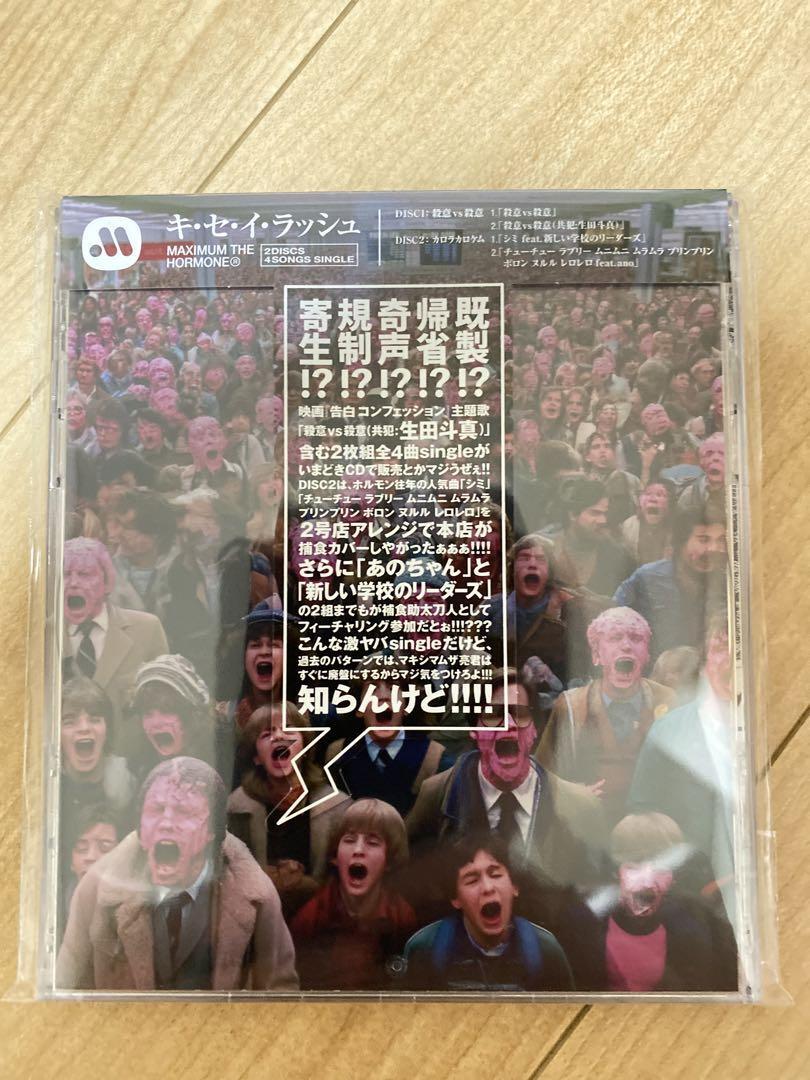 キ・セ・イ・ラッシュ
MAXIMUM THE
HORMONE®
2DISCS
4SONGS SINGLE
DISC1: 殺意vs殺意 1.「殺意vs殺意」
2.「殺意vs殺意(共犯:生田斗真)」
DISC2: カロラカロケム 1.「シミ feat.新しい学校のリーダーズ」
2.「チューチュー ラブリー ムニムニ ムラムラ プリンプリン
ボロン ヌルル レロレロ feat.ano」
寄規奇帰既
生制声省製
!?!?!?!?!?
映画『告白 コンフェッション』主題歌
「殺意vs殺意(共犯:生田斗真)」
含む2枚組全4曲singleが
いまどきCDで販売とかマジうぜぇ!!
DISC2は、ホルモン往年の人気曲「シミ」
「チューチュー ラブリー ムニムニ ムラムラ
プリンプリン ボロン ヌルル レロレロ」を
2号店アレンジで本店が
捕食カバーしやがったぁぁぁ!!!!
さらに「あのちゃん」と
「新しい学校のリーダーズ」
の2組までもが捕食助太刀人として
フィーチャリング参加だとぉ!!!???
こんな激ヤバsingleだけど、
過去のパターンでは、マキシマムザ亮君は
すぐに廃盤にするからマジ気をつけろよ!!!
知らんけど!!!!